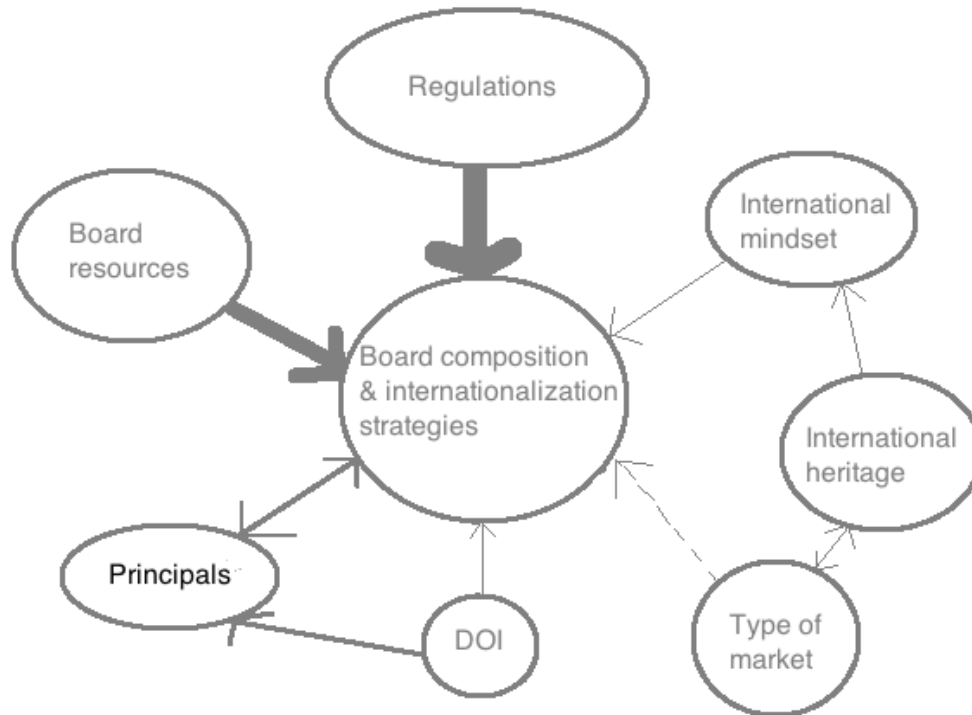 Regulations
International
mindset
Board
resources
Board composition
& internationalization
strategies
International
heritage
Principals
DOI
Type of
market